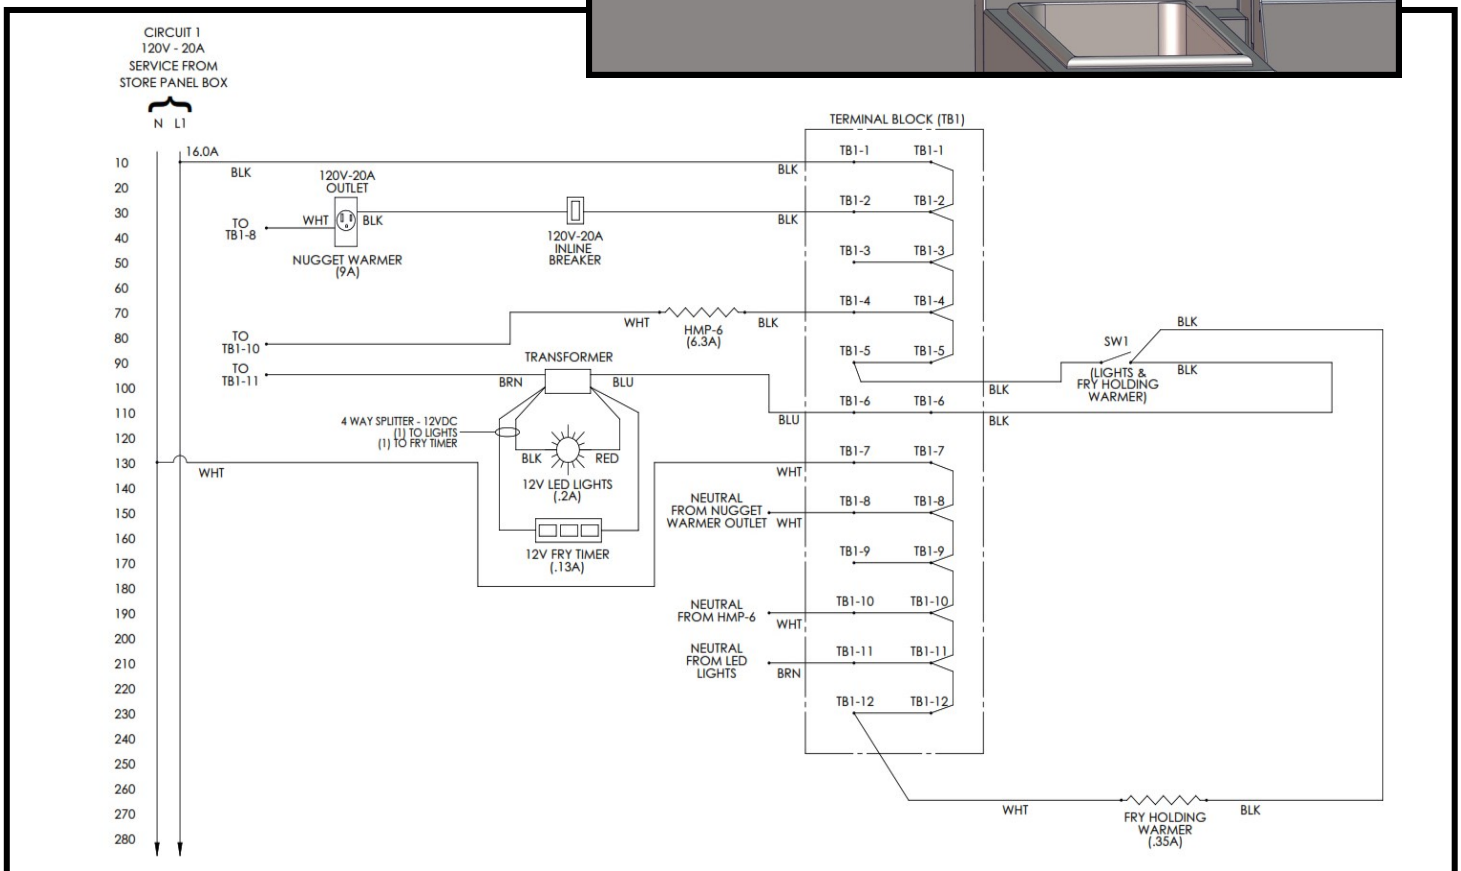 CIRCUIT 1
120V - 20A
SERVICE FROM
STORE PANEL BOX
N L1
TERMINAL BLOCK (TB1)
16.0A
TB1-1 TB1-1
10
BLK
BLK
120V-20A
OUTLET
20
TB1-2 TB1-2
30
TO
TB1-8
WHT
BLK
BLK
40
120V-20A
INLINE
BREAKER
TB1-3 TB1-3
NUGGET WARMER
(9A)
50
60
TB1-4 TB1-4
70
WHT
HMP-6
(6.3A)
BLK
BLK
80
TO
TB1-10
SW1
TRANSFORMER
TB1-5 TB1-5
90
TO
TB1-11
BRN
BLU
BLK
(LIGHTS &
FRY HOLDING
WARMER)
BLK
100
TB1-6 TB1-6
110
BLU
BLK
4 WAY SPLITTER - 12VDC
(1) TO LIGHTS
(1) TO FRY TIMER
120
TB1-7 TB1-7
130
WHT
BLK
RED
WHT
12V LED LIGHTS
(.2A)
140
NEUTRAL
FROM NUGGET
WARMER OUTLET
WHT
TB1-8 TB1-8
150
160
12V FRY TIMER
(.13A)
TB1-9 TB1-9
170
180
NEUTRAL
FROM HMP-6
WHT
TB1-10 TB1-10
190
200
NEUTRAL
FROM LED
LIGHTS
BRN
TB1-11 TB1-11
210
220
TB1-12 TB1-12
230
240
250
260
WHT
BLK
270
FRY HOLDING
WARMER
(.35A)
280